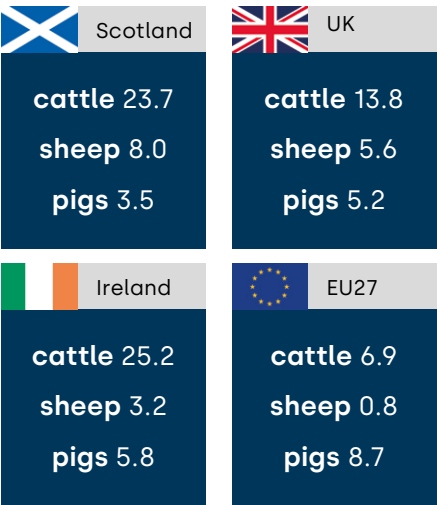 Scotland
cattle 23.7
sheep 8.0
pigs 3.5
UK
cattle 13.8
sheep 5.6
pigs 5.2
Ireland
cattle 25.2
sheep 3.2
pigs 5.8
EU27
cattle 6.9
sheep 0.8
pigs 8.7